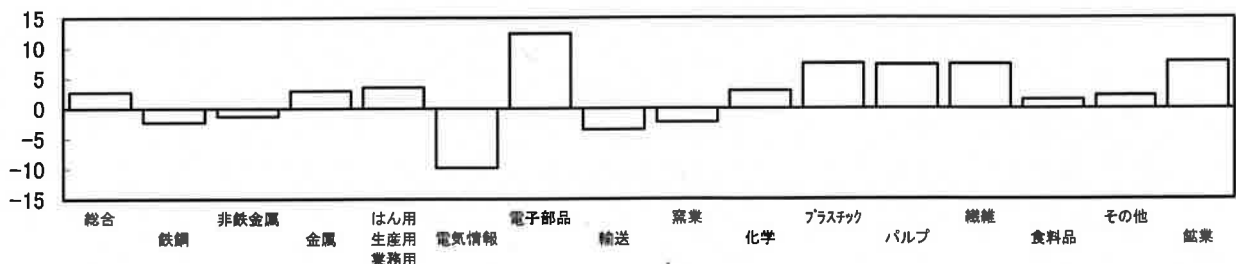 15
10
5
0
-5
-10
-15
総合
鉄鋼
非鉄金属
金属
はん用
生産用
業務用
電気情報
電子部品
輸送
窯業
化学
プラスチック
パルプ
繊維
食料品
その他
鉱業